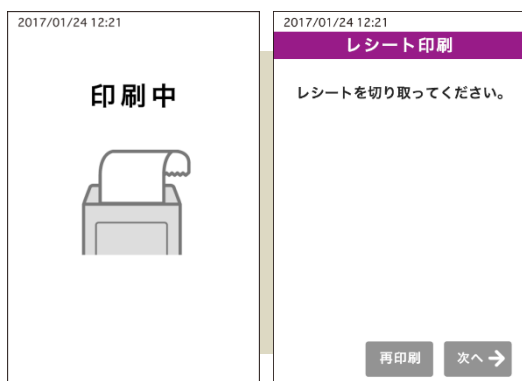 2017/01/24 12:21
印刷中
2017/01/24 12:21
レシート印刷
レシートを切り取ってください。
再印刷
次へ